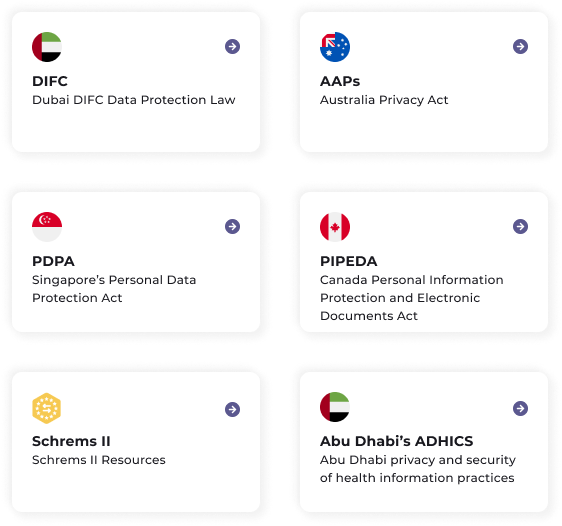 DIFC
Dubai DIFC Data Protection Law
AAPs
Australia Privacy Act
PDPA
Singapore's Personal Data
Protection Act
PIPEDA
Canada Personal Information
Protection and Electronic
Documents Act
Schrems II
Schrems II Resources
Abu Dhabi's ADHICS
Abu Dhabi privacy and security
of health information practices